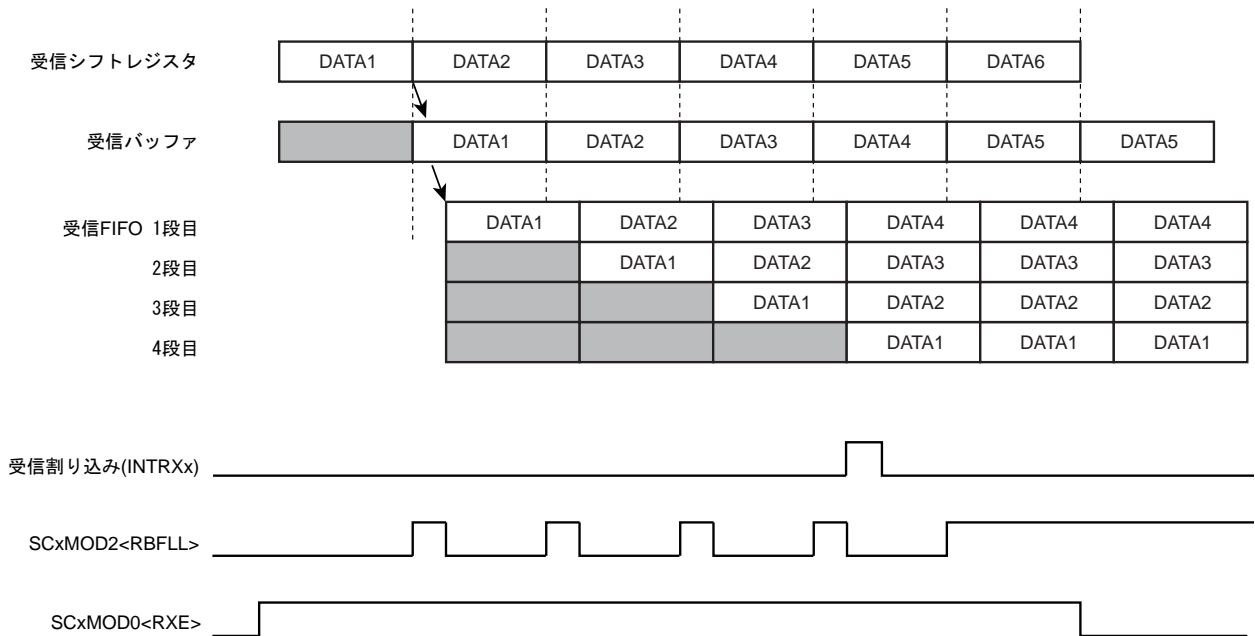 受信シフトレジスタ DATA1 DATA2 DATA3 DATA4 DATA5 DATA6
受信バッファ DATA1 DATA2 DATA3 DATA4 DATA5 DATA5
受信FIFO 1段目 DATA1 DATA2 DATA3 DATA4 DATA4 DATA4
2段目 DATA1 DATA2 DATA3 DATA3 DATA3
3段目 DATA1 DATA2 DATA2 DATA2
4段目 DATA1 DATA1 DATA1
受信割り込み(INTRXx)
SCxMOD2<RBFLL>
SCxMOD0<RXE>